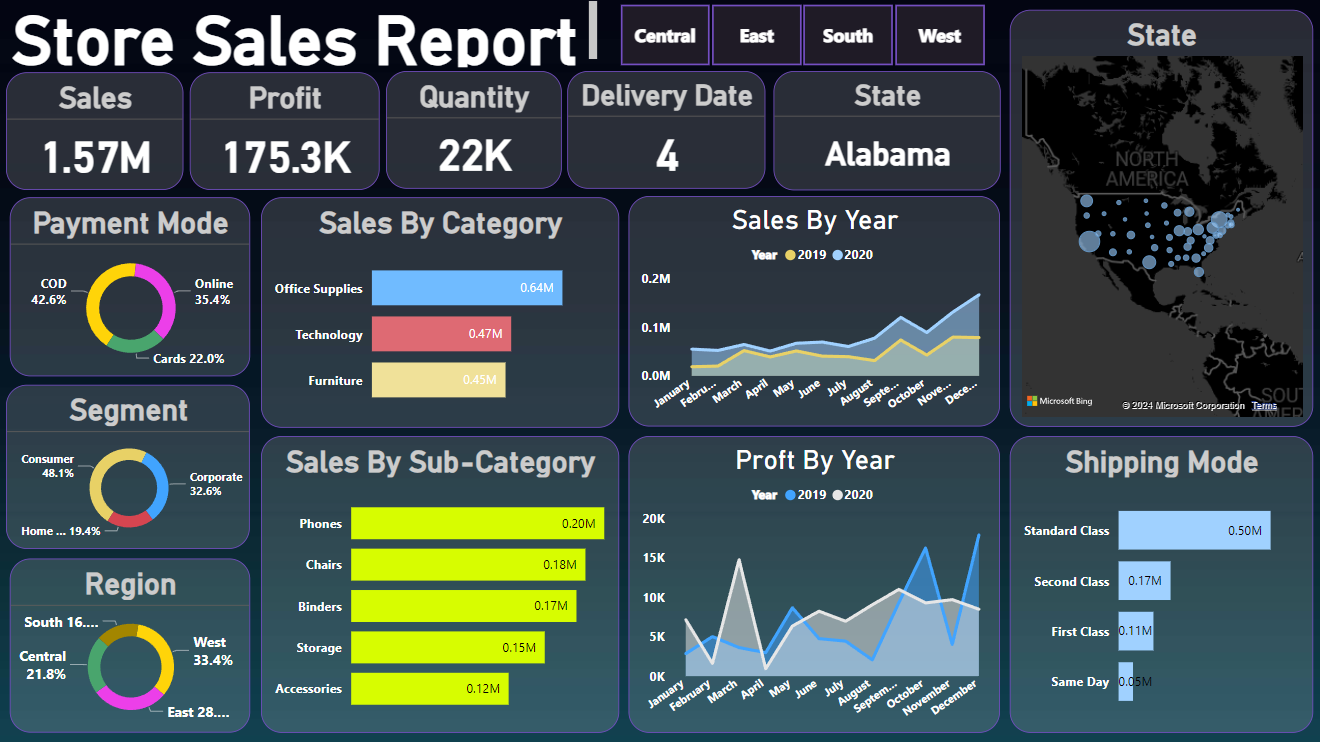 Store Sales Report
Central
East
South
West
Sales
1.57M
Profit
175.3K
Quantity
22K
Delivery Date
4
State
Alabama
State
NORTH
AMERICA
SOUT
AMER
A
Microsoft Bing
© 2024 Microsoft Corporation Terms
Payment Mode
COD
42.6%
Online
35.4%
Cards 22.0%
Sales By Category
Office Supplies
0.64M
Technology
0.47M
Furniture
0.45M
Sales By Year
Year 2019 2020
0.2M
0.1M
0.0M
January
Febru...
March
April
May
June
July
August
Septe...
October
Nove...
Dece...
Segment
Consumer
48.1%
Corporate
32.6%
Home ... 19.4%
Region
South 16....
West
33.4%
Central
21.8%
East 28....
Sales By Sub-Category
Phones
0.20M
Chairs
0.18M
Binders
0.17M
Storage
0.15M
Accessories
0.12M
Proft By Year
Year 2019 2020
20K
15K
10K
5K
0K
January
February
March
April
May
June
July
August
Septem...
October
November
December
Shipping Mode
Standard Class
0.50M
Second Class
0.17M
First Class
0.11M
Same Day
0.05M